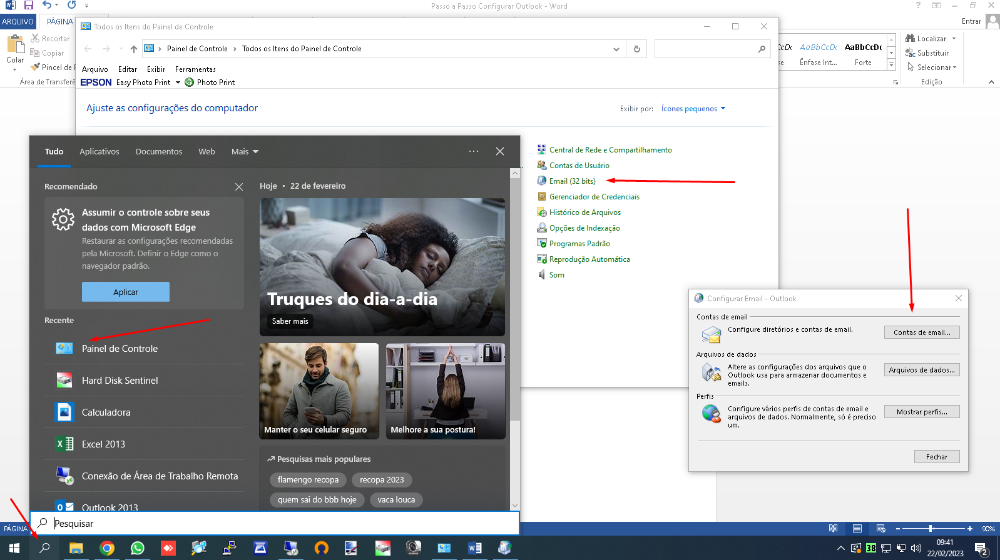 Passo a Passo Configurar Outlook - Word
ARQUIVO
PÁGINA
Entrar
Colar
Recortar
Copiar
Pincel de F
Área de Transferê
Todos os Itens do Painel de Controle
Painel de Controle
Todos os Itens do Painel de Controle
Arquivo Editar Exibir Ferramentas
EPSON Easy Photo Print Photo Print
Ajuste as configurações do computador
Exibir por: Ícones pequenos
AaBbCcDc AaBbCcDc
Ênfase Int... Forte
Localizar
Substituir
Selecionar
Edição
Central de Rede e Compartilhamento
Contas de Usuário
Email (32 bits)
Gerenciador de Credenciais
Histórico de Arquivos
Opções de Indexação
Programas Padrão
Reprodução Automática
Som
Tudo Aplicativos Documentos Web Mais
Recomendado
Assumir o controle sobre seus
dados com Microsoft Edge
Restaurar as configurações recomendadas
pela Microsoft. Definir o Edge como o
navegador padrão.
Aplicar
Recente
Painel de Controle
Hard Disk Sentinel
Calculadora
Excel 2013
Conexão de Área de Trabalho Remota
Outlook 2013
Hoje • 22 de fevereiro
Truques do dia-a-dia
Saber mais
Manter o seu celular seguro
Melhore a sua postura!
Pesquisas mais populares
flamengo recopa
recopa 2023
quem sai do bbb hoje
vaca louca
Pesquisar
Configurar Email - Outlook
Contas de email
Configure diretórios e contas de email.
Contas de email...
Arquivos de dados
Altere as configurações dos arquivos que o
Outlook usa para armazenar documentos e
emails.
Arquivos de dados...
Perfis
Configure vários perfis de contas de email e
arquivos de dados. Normalmente, só é preciso
um.
Mostrar perfis...
Fechar
PÁGINA
90%
38
09:41
22/02/2023
2